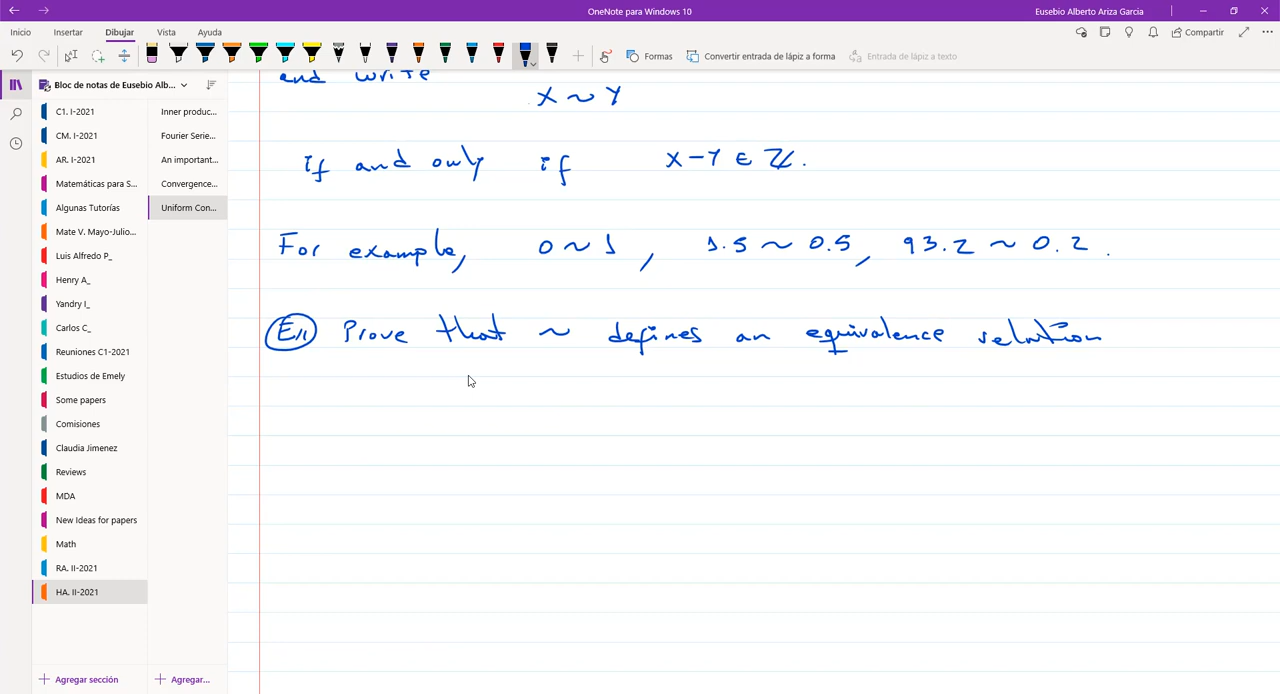 OneNote para Windows 10
Eusebio Alberto Ariza Garcia
Inicio
Insertar
Dibujar
Vista
Ayuda
Compartir
Formas
Convertir entrada de lápiz a forma
Entrada de lápiz a texto
Bloc de notas de Eusebio Alb...
C1. I-2021
CM. I-2021
AR. I-2021
Matemáticas para S...
Algunas Tutorías
Mate V. Mayo-Julio...
Luis Alfredo P_
Henry A_
Yandry I_
Carlos C_
Reuniones C1-2021
Estudios de Emely
Some papers
Comisiones
Claudia Jimenez
Reviews
MDA
New Ideas for papers
Math
RA. II-2021
HA. II-2021
Agregar sección
Inner produc...
Fourier Serie...
An important...
Convergence...
Uniform Con...
Agregar...
and write
x ~ y
if and only if x-y ∈ ℤ.
For example, 0 ~ 1, 1.5 ~ 0.5, 93.2 ~ 0.2.
Prove that ~ defines an equivalence relation